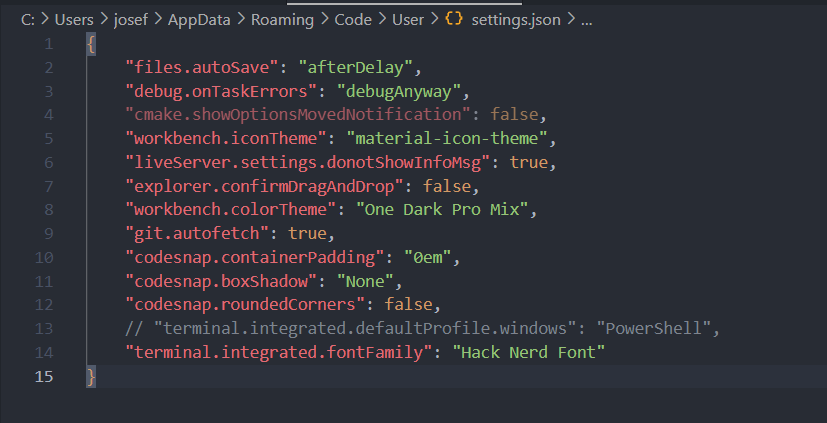 C: > Users > josef > AppData > Roaming > Code > User > {} settings.json > ...
1 {
2 "files.autoSave": "afterDelay",
3 "debug.onTaskErrors": "debugAnyway",
4 "cmake.showOptionsMovedNotification": false,
5 "workbench.iconTheme": "material-icon-theme",
6 "liveServer.settings.donotShowInfoMsg": true,
7 "explorer.confirmDragAndDrop": false,
8 "workbench.colorTheme": "One Dark Pro Mix",
9 "git.autofetch": true,
10 "codesnap.containerPadding": "0em",
11 "codesnap.boxShadow": "None",
12 "codesnap.roundedCorners": false,
13 // "terminal.integrated.defaultProfile.windows": "PowerShell",
14 "terminal.integrated.fontFamily": "Hack Nerd Font"
15 }